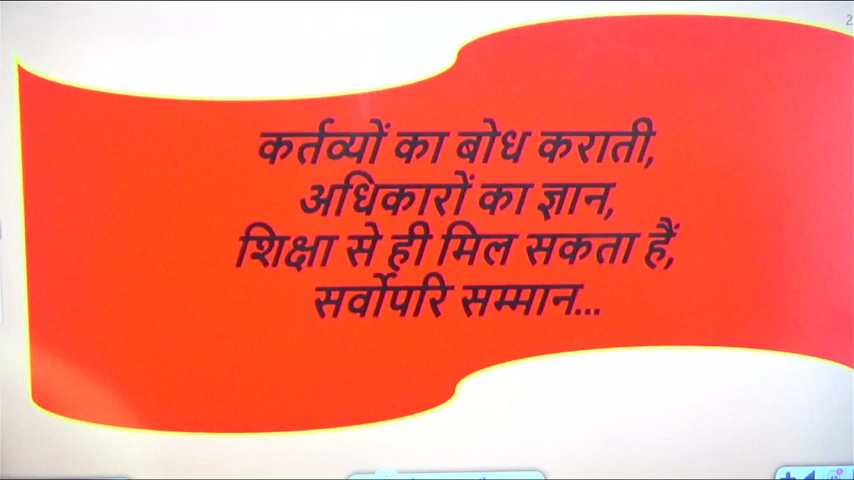 कर्तव्यों का बोध कराती,
अधिकारों का ज्ञान,
शिक्षा से ही मिल सकता हैं,
सर्वोपरि सम्मान...